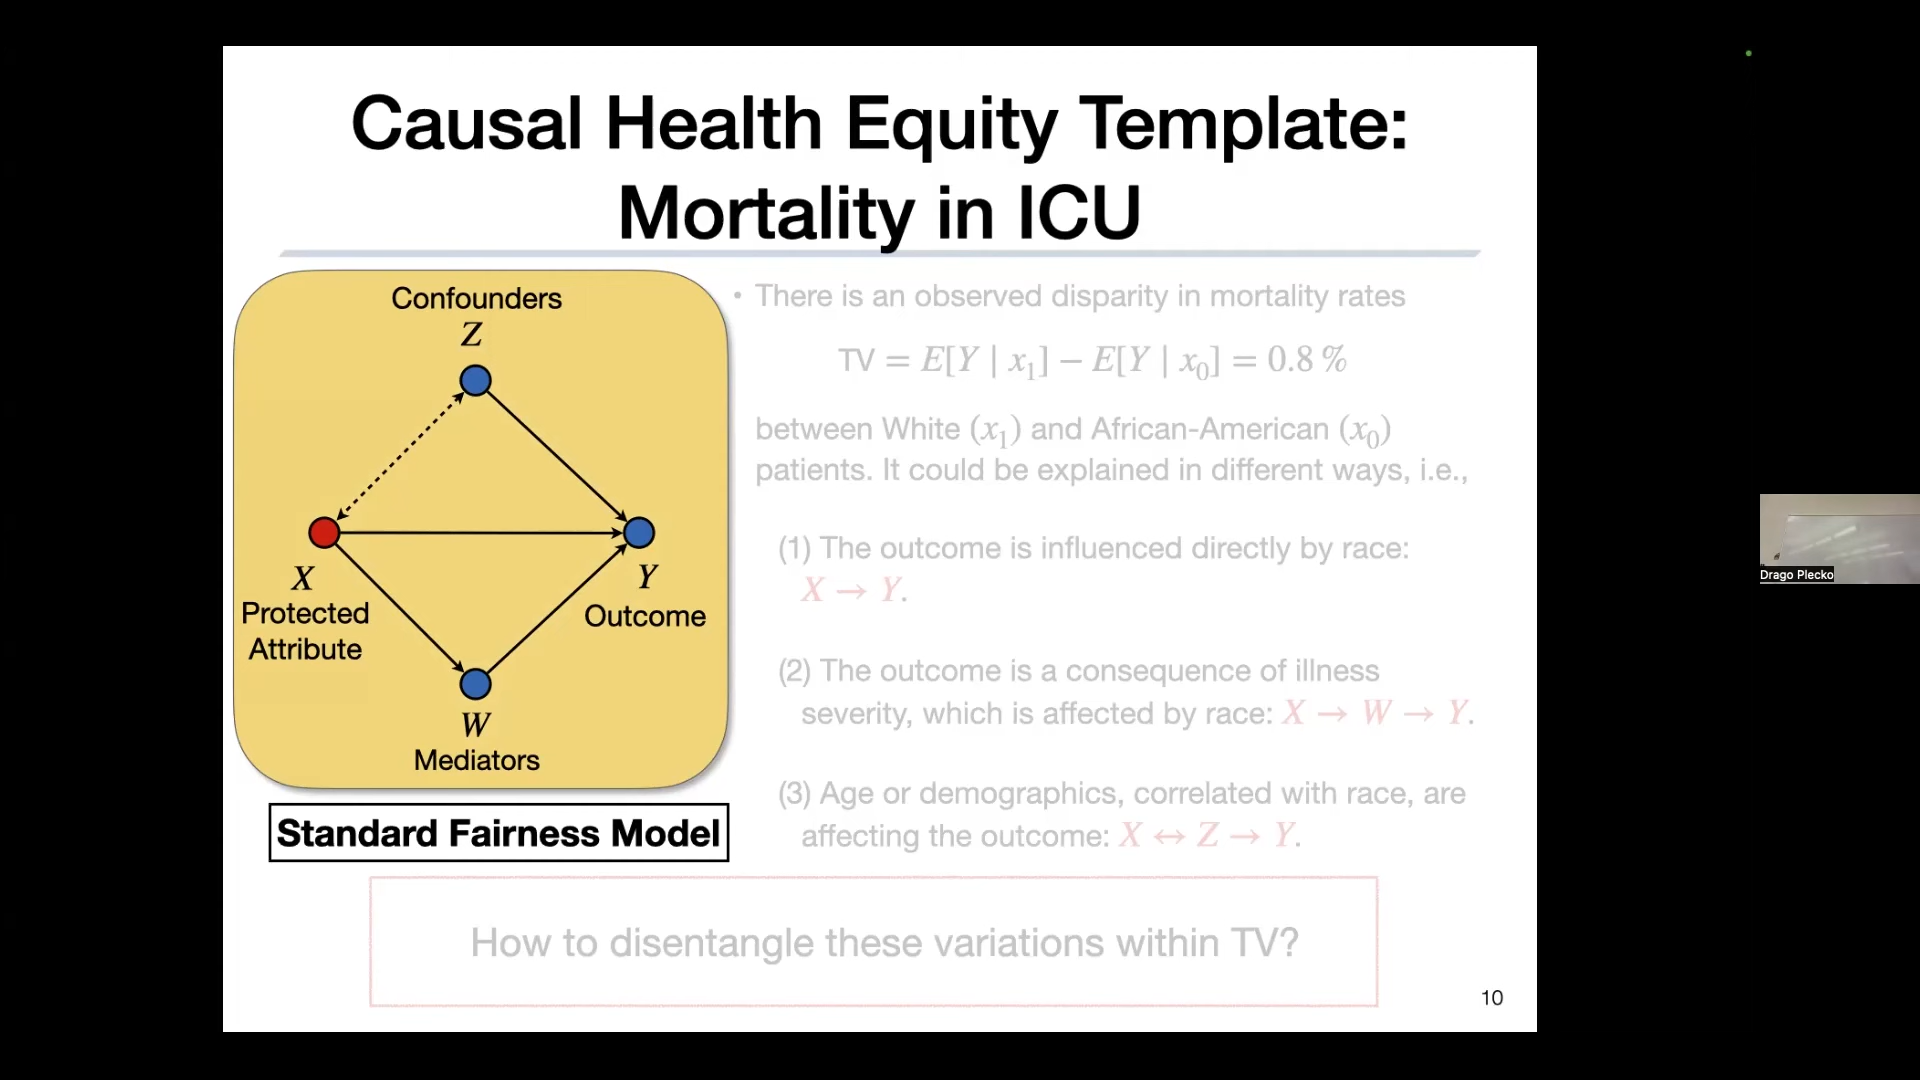 Causal Health Equity Template:
Mortality in ICU
Confounders
Z
X
Protected
Attribute
Y
Outcome
W
Mediators
Standard Fairness Model
• There is an observed disparity in mortality rates
TV = E[Y | x₁] − E[Y | x₀] = 0.8 %
between White (x₁) and African-American (x₀)
patients. It could be explained in different ways, i.e.,
(1) The outcome is influenced directly by race:
X → Y.
(2) The outcome is a consequence of illness
severity, which is affected by race: X → W → Y.
(3) Age or demographics, correlated with race, are
affecting the outcome: X ↔ Z → Y.
How to disentangle these variations within TV?
10
Drago Plecko